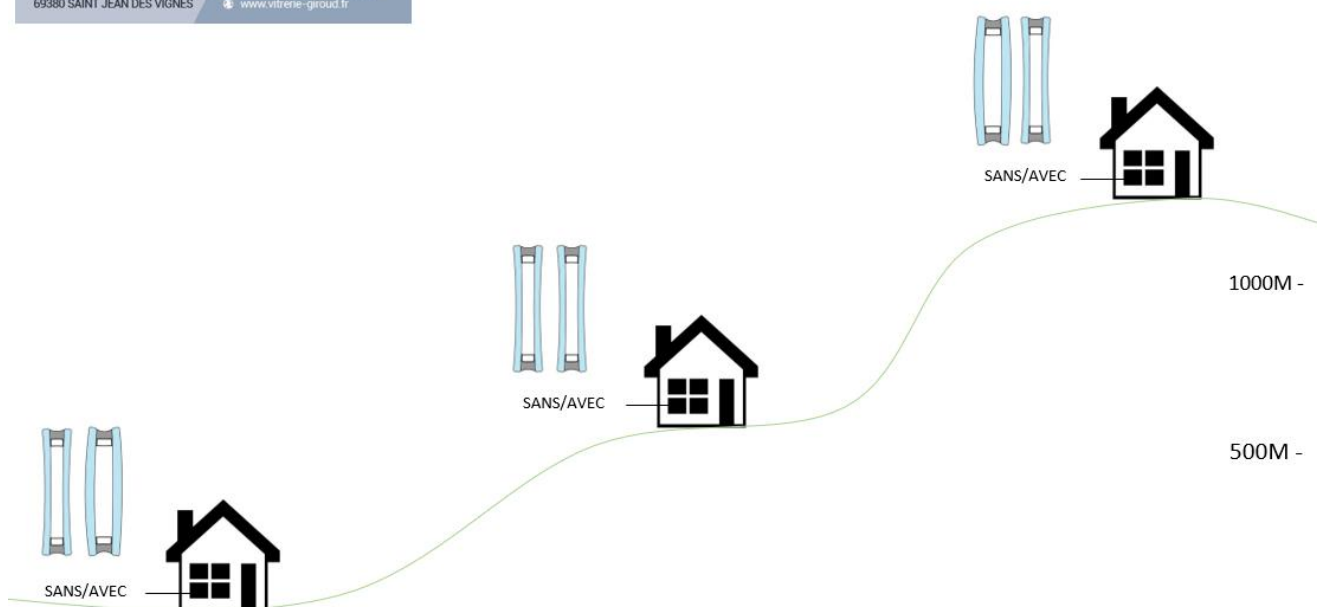 69380 SAINT JEAN DES VIGNES
www.vitrerie-giroud.fr
SANS/AVEC
1000M -
SANS/AVEC
500M -
SANS/AVEC